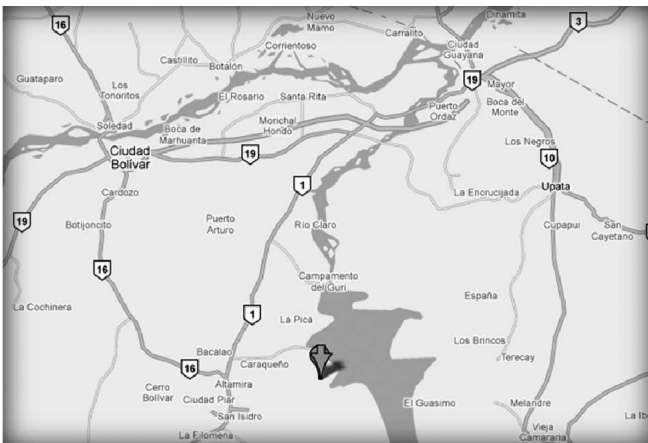 Dinamita
16
Nuevo
Mamo
3
Carralito
Corrientoso
Ciudad
Guayana
Castillito
Botalón
19
Guataparo
Los
Tonoritos
Mayor
El Rosario
Santa Rita
Boca del
Monte
Puerto
Ordaz
Soledad
Boca de
Marhuanta
Morichal
Hondo
Los Negros
Ciudad
Bolívar
19
10
1
Cardozo
La Encrucijada
Upata
19
Botijoncito
Puerto
Arturo
Río Claro
Cupapui
San
Cayetano
16
Campamento
del Guri
La Cochinera
España
1
La Pica
Los Brincos
Bacalao
Terecay
16
Caraqueño
Cerro
Bolívar
Altamira
Ciudad Piar
El Guasimo
Melandre
San Isidro
La Filomena
Vieja
Camararia